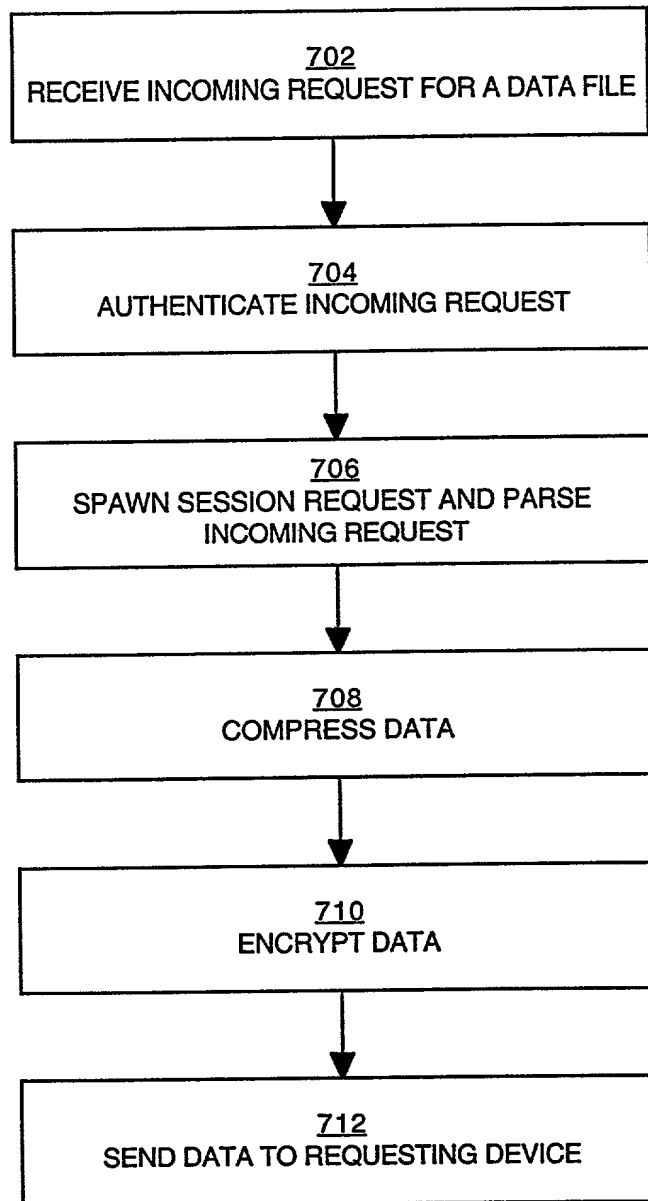 702
RECEIVE INCOMING REQUEST FOR A DATA FILE
704
AUTHENTICATE INCOMING REQUEST
706
SPAWN SESSION REQUEST AND PARSE
INCOMING REQUEST
708
COMPRESS DATA
710
ENCRYPT DATA
712
SEND DATA TO REQUESTING DEVICE